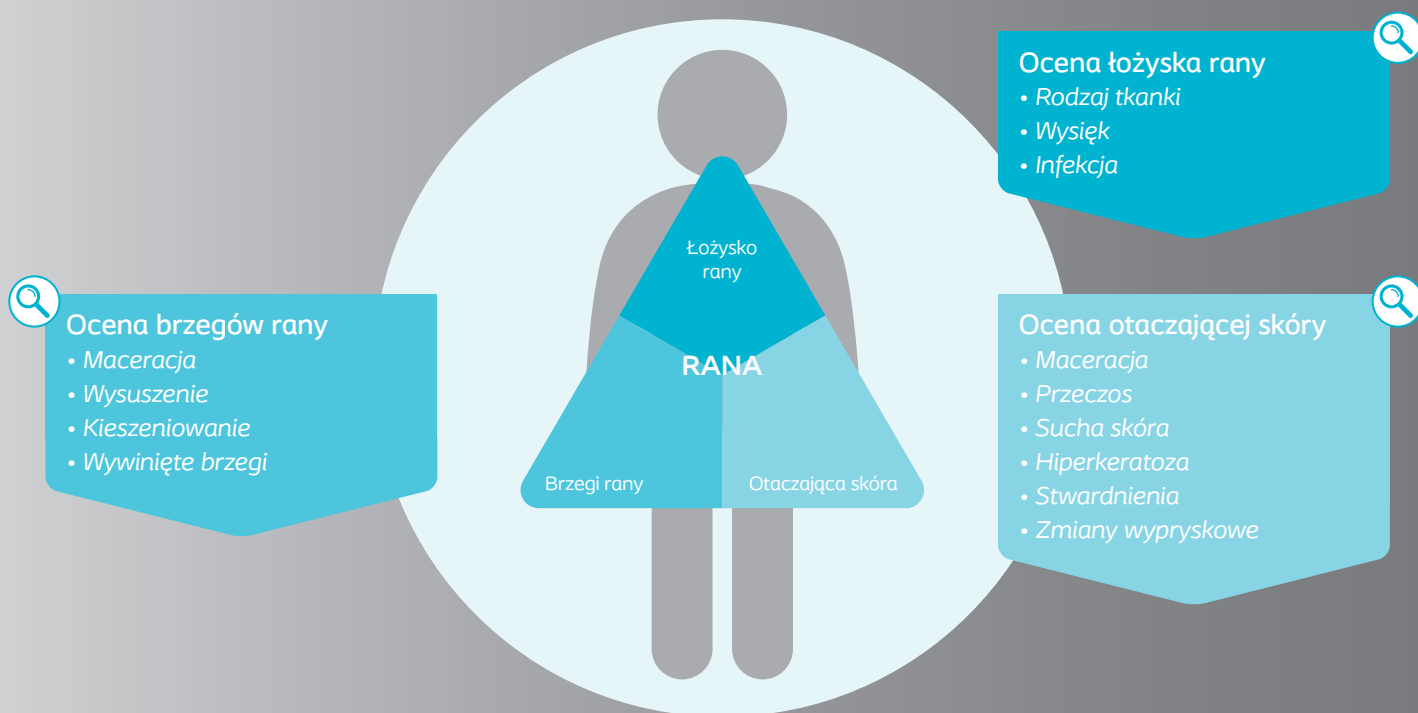 Ocena łożyska rany
• Rodzaj tkanki
• Wysięk
• Infekcja
Łożysko
rany
RANA
Brzegi rany
Otaczająca skóra
Ocena brzegów rany
• Maceracja
• Wysuszenie
• Kieszeniowanie
• Wywinięte brzegi
Ocena otaczającej skóry
• Maceracja
• Przeczos
• Sucha skóra
• Hiperkeratoza
• Stwardnienia
• Zmiany wypryskowe